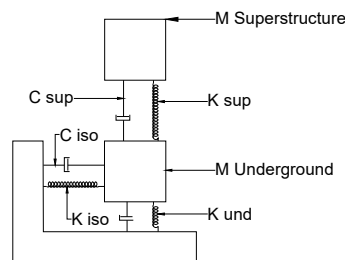 M Superstructure
C sup
K sup
C iso
M Underground
K iso
K und